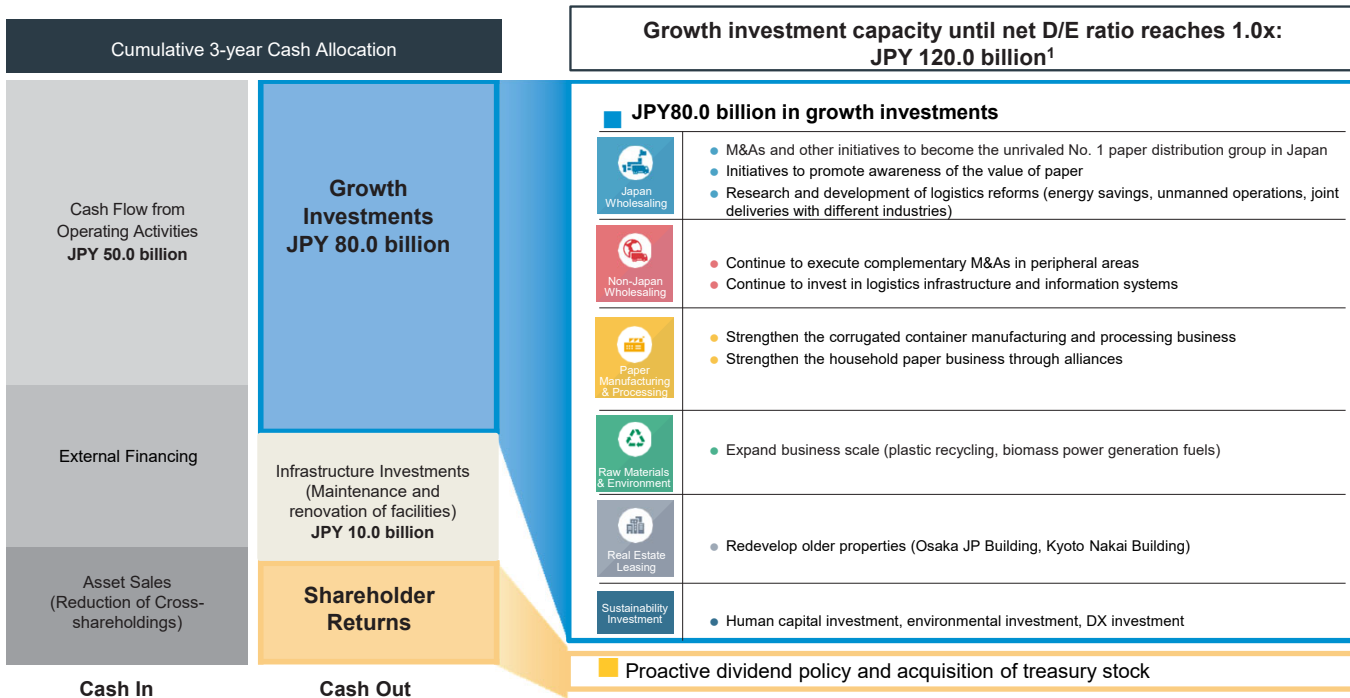 Cumulative 3-year Cash Allocation
Growth investment capacity until net D/E ratio reaches 1.0x:
JPY 120.0 billion¹
Cash Flow from
Operating Activities
JPY 50.0 billion
External Financing
Asset Sales
(Reduction of Cross-
shareholdings)
Cash In
Growth
Investments
JPY 80.0 billion
Infrastructure Investments
(Maintenance and
renovation of facilities)
JPY 10.0 billion
Shareholder
Returns
Cash Out
JPY80.0 billion in growth investments
Japan
Wholesaling
● M&As and other initiatives to become the unrivaled No. 1 paper distribution group in Japan
● Initiatives to promote awareness of the value of paper
● Research and development of logistics reforms (energy savings, unmanned operations, joint
deliveries with different industries)
Non-Japan
Wholesaling
● Continue to execute complementary M&As in peripheral areas
● Continue to invest in logistics infrastructure and information systems
Paper
Manufacturing
& Processing
● Strengthen the corrugated container manufacturing and processing business
● Strengthen the household paper business through alliances
Raw Materials
& Environment
● Expand business scale (plastic recycling, biomass power generation fuels)
Real Estate
Leasing
● Redevelop older properties (Osaka JP Building, Kyoto Nakai Building)
Sustainability
Investment
● Human capital investment, environmental investment, DX investment
Proactive dividend policy and acquisition of treasury stock